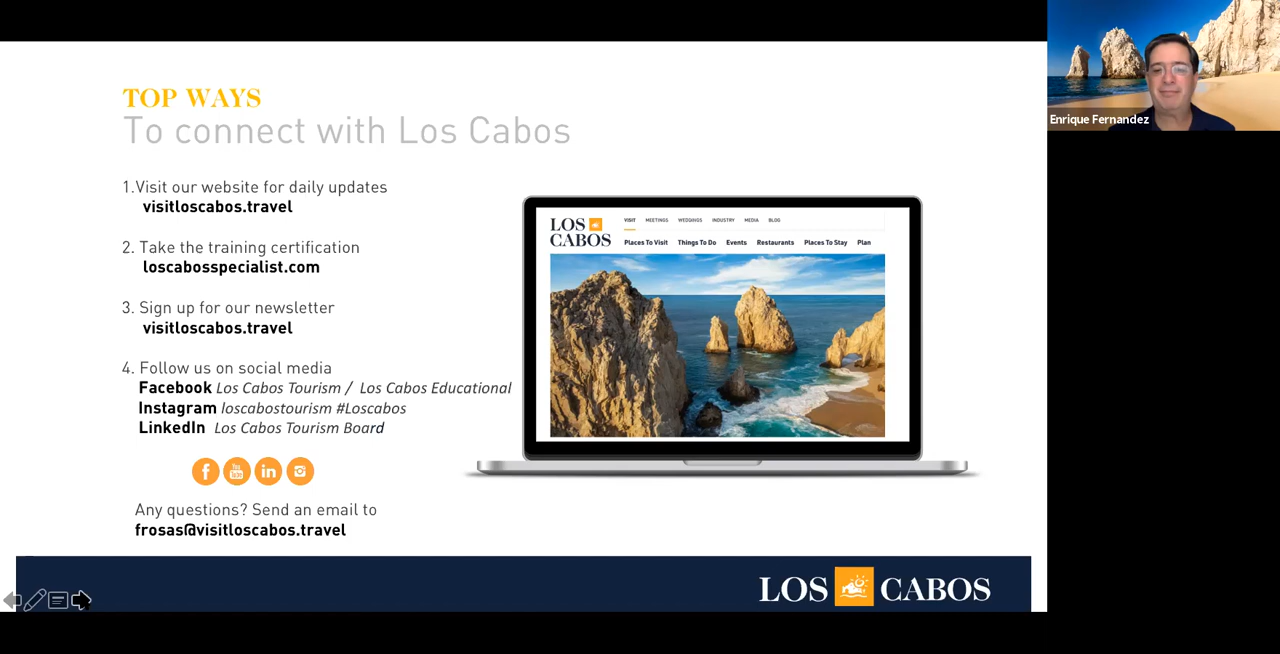 TOP WAYS
To connect with Los Cabos
1.Visit our website for daily updates
visitloscabos.travel
2. Take the training certification
loscabosspecialist.com
3. Sign up for our newsletter
visitloscabos.travel
4. Follow us on social media
Facebook Los Cabos Tourism / Los Cabos Educational
Instagram loscabostourism #Loscabos
LinkedIn Los Cabos Tourism Board
f You Tube in
Any questions? Send an email to
frosas@visitloscabos.travel
LOS CABOS
VISIT MEETINGS WEDDINGS INDUSTRY MEDIA BLOG
Places To Visit Things To Do Events Restaurants Places To Stay Plan
LOS CABOS
Enrique Fernandez